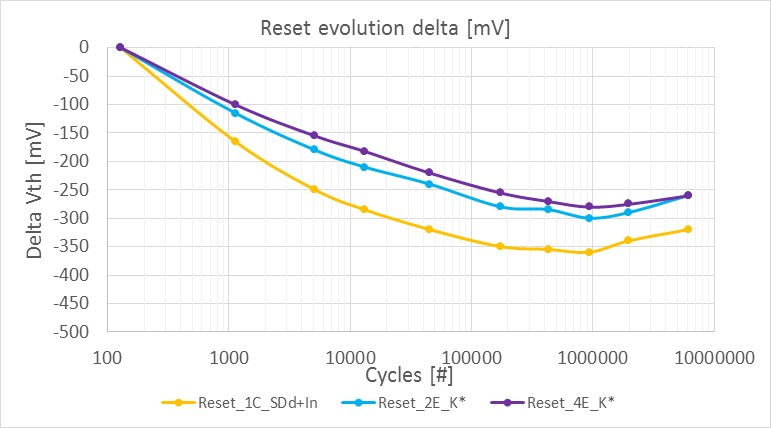 Reset evolution delta [mV]
0
-50
-100
-150
-200
-250
-300
-350
-400
-450
-500
Delta Vth [mV]
100 1000 10000 100000 1000000 10000000
Cycles [#]
Reset_1C_SDd+In Reset_2E_K* Reset_4E_K*